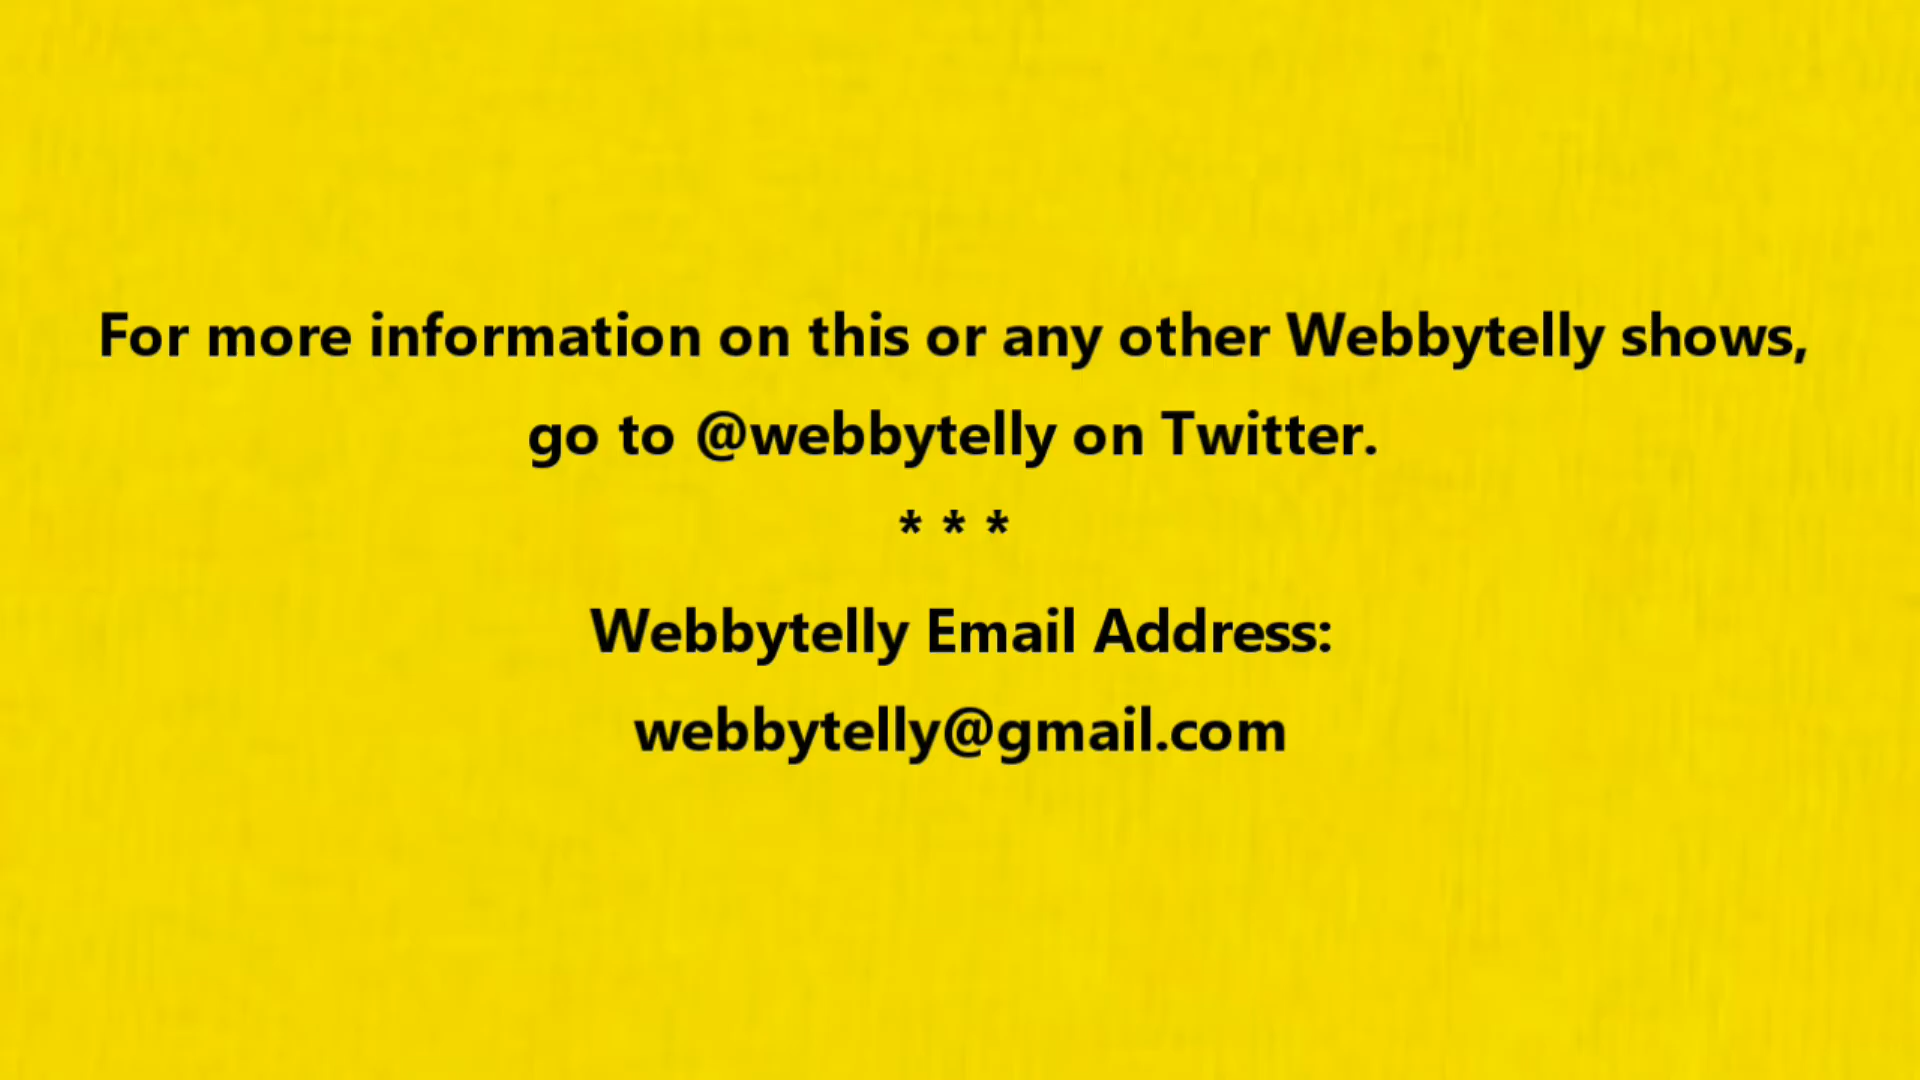 For more information on this or any other Webbytelly shows,
go to @webbytelly on Twitter.
* * *
Webbytelly Email Address:
webbytelly@gmail.com